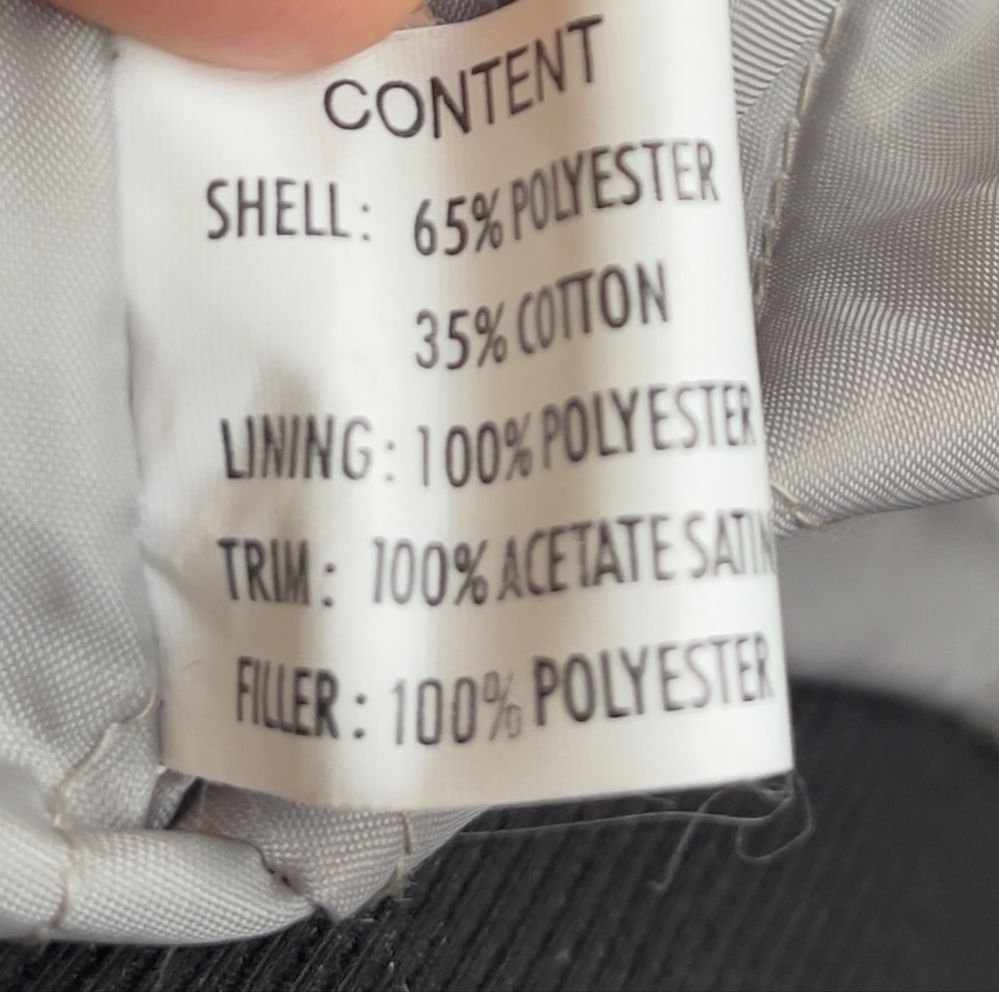 CONTENT
SHELL: 65% POLYESTER
35% COTTON
LINING: 100% POLYESTER
TRIM: 100% ACETATE SATIN
FILLER: 100% POLYESTER